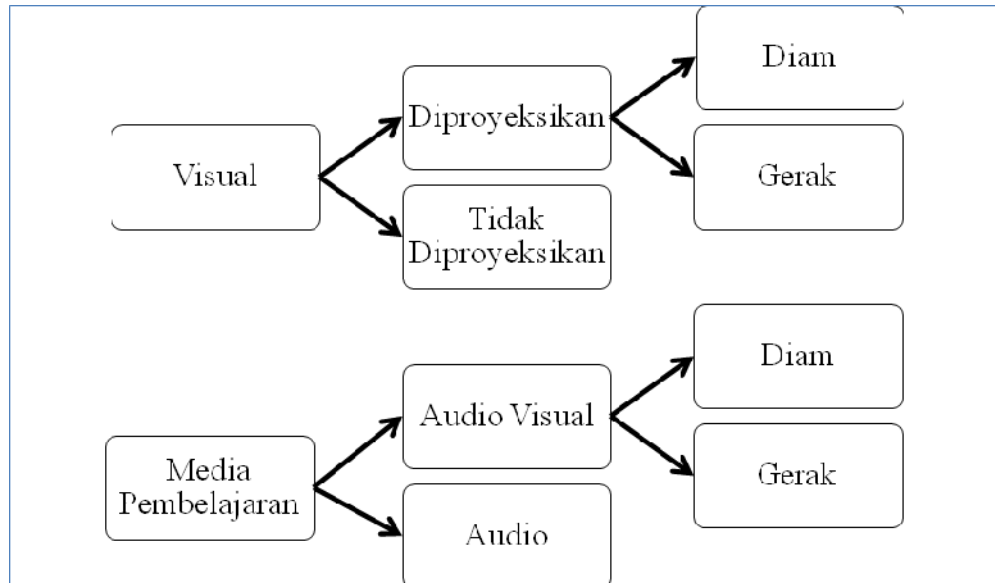 Visual
Diproyeksikan
Tidak
Diproyeksikan
Diam
Gerak
Media
Pembelajaran
Audio Visual
Audio
Diam
Gerak